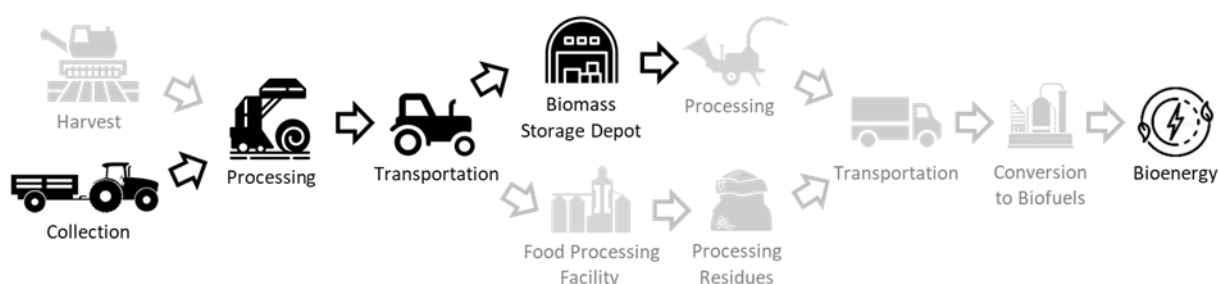 Harvest
Collection
Processing
Transportation
Biomass
Storage Depot
Processing
Food Processing
Facility
Processing
Residues
Transportation
Conversion
to Biofuels
Bioenergy